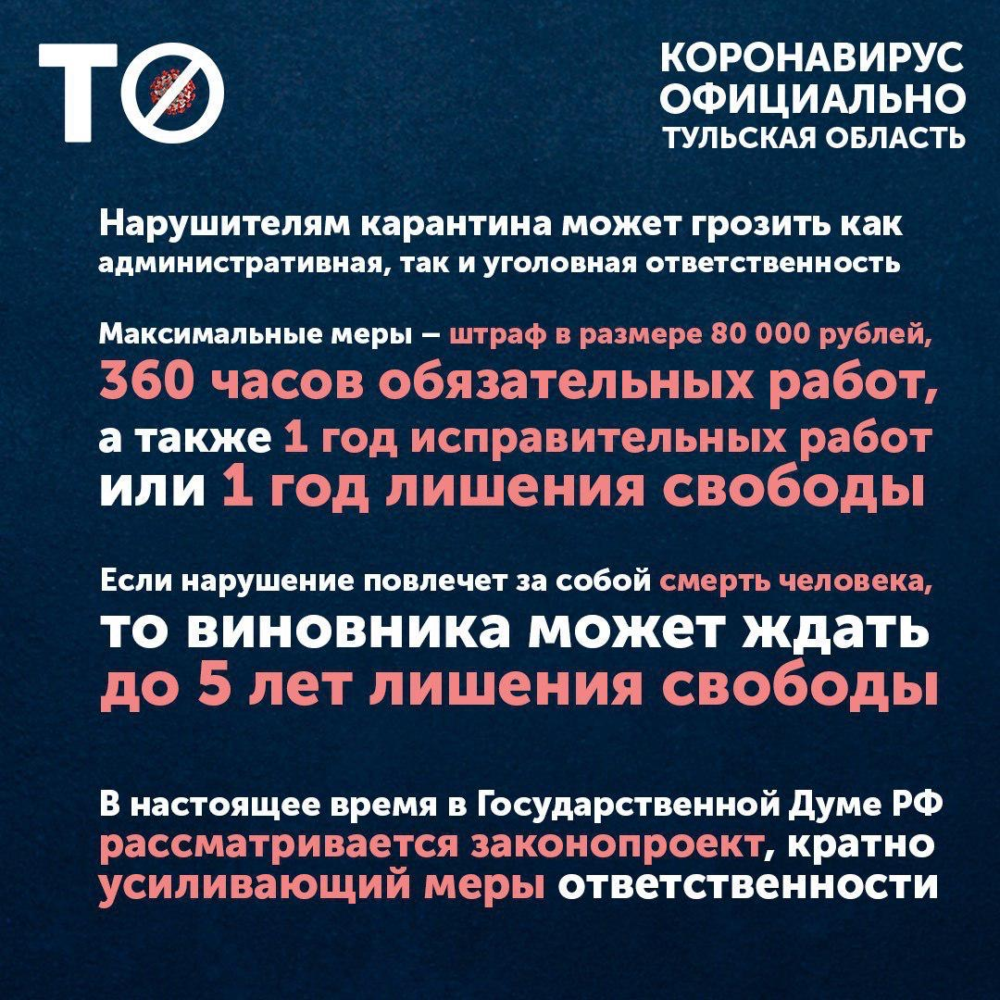 ТО
КОРОНАВИРУС
ОФИЦИАЛЬНО
ТУЛЬСКАЯ ОБЛАСТЬ
Нарушителям карантина может грозить как
административная, так и уголовная ответственность
Максимальные меры – штраф в размере 80 000 рублей,
360 часов обязательных работ,
а также 1 год исправительных работ
или 1 год лишения свободы
Если нарушение повлечет за собой смерть человека,
то виновника может ждать
до 5 лет лишения свободы
В настоящее время в Государственной Думе РФ
рассматривается законопроект, кратно
усиливающий меры ответственности